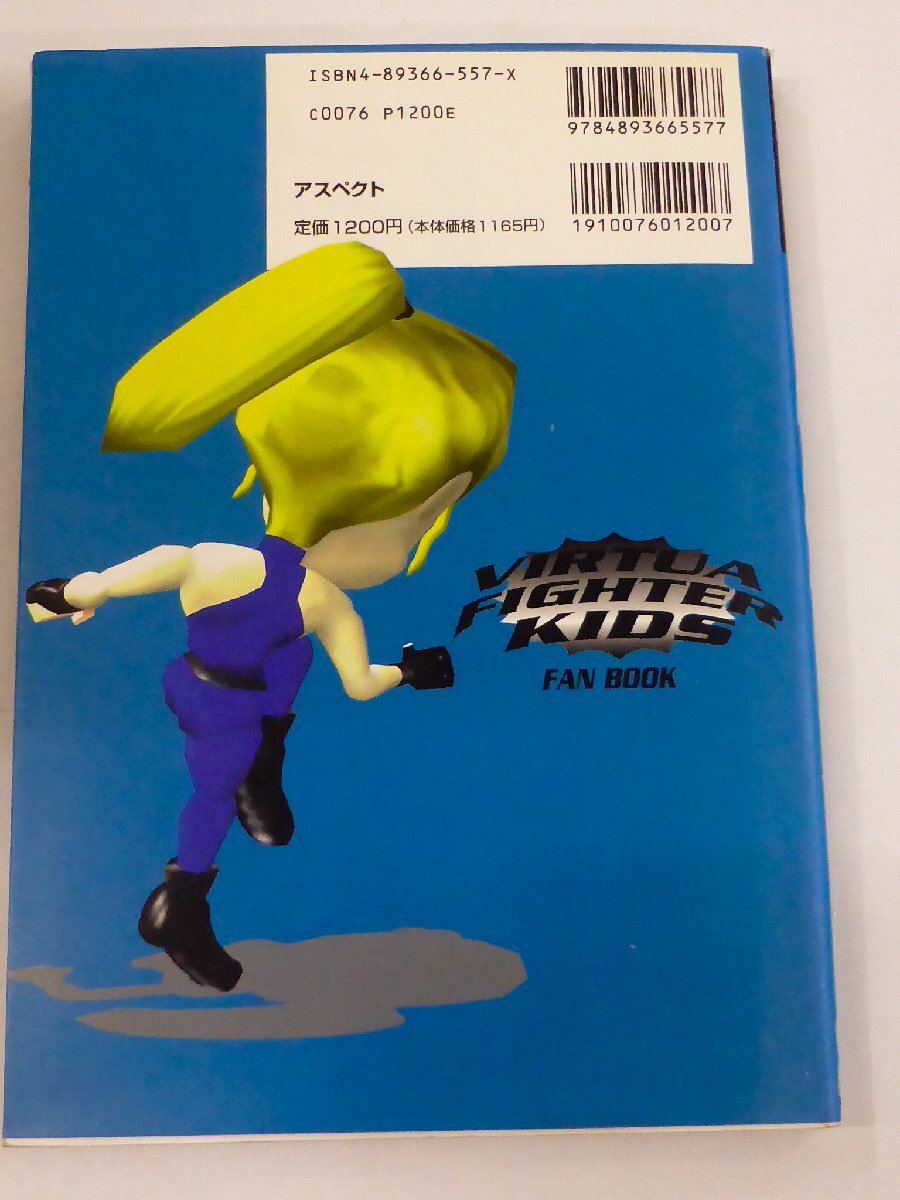 ISBN4-89366-557-X
C0076 P1200E
9784893665577
アスペクト
定価1200円(本体価格1165円)
1910076012007
VIRTUA
FIGHTER
KIDS
FAN BOOK